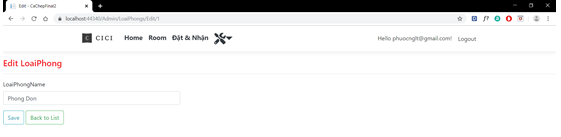 Edit - CaChepFinal2
localhost:44340/Admin/LoaiPhongs/Edit/1
C CICI Home Room Đặt & Nhận Hello phuocnglt@gmail.com! Logout
Edit LoaiPhong
LoaiPhongName
Phong Don
Save Back to List